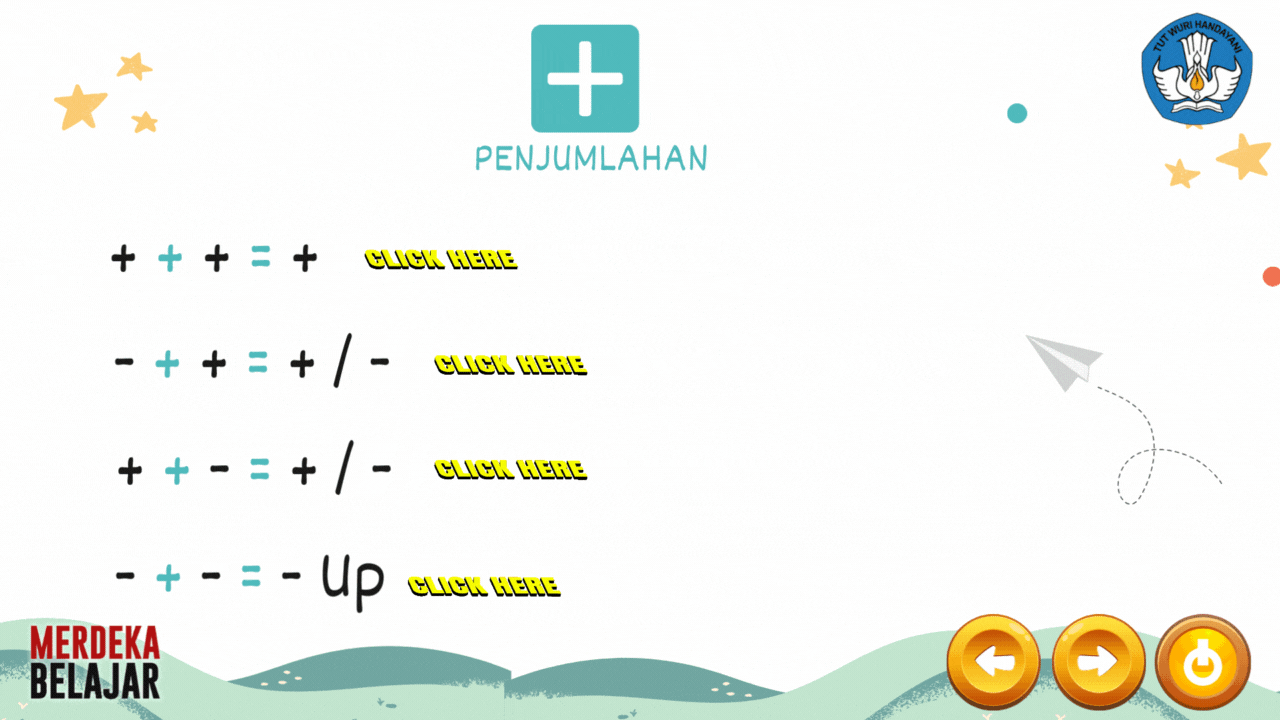 TUT WURI HANDAYANI
PENJUMLAHAN
+ + + = + CLICK HERE
- + + = + / - CLICK HERE
+ + - = + / - CLICK HERE
- + - = - Up CLICK HERE
MERDEKA
BELAJAR